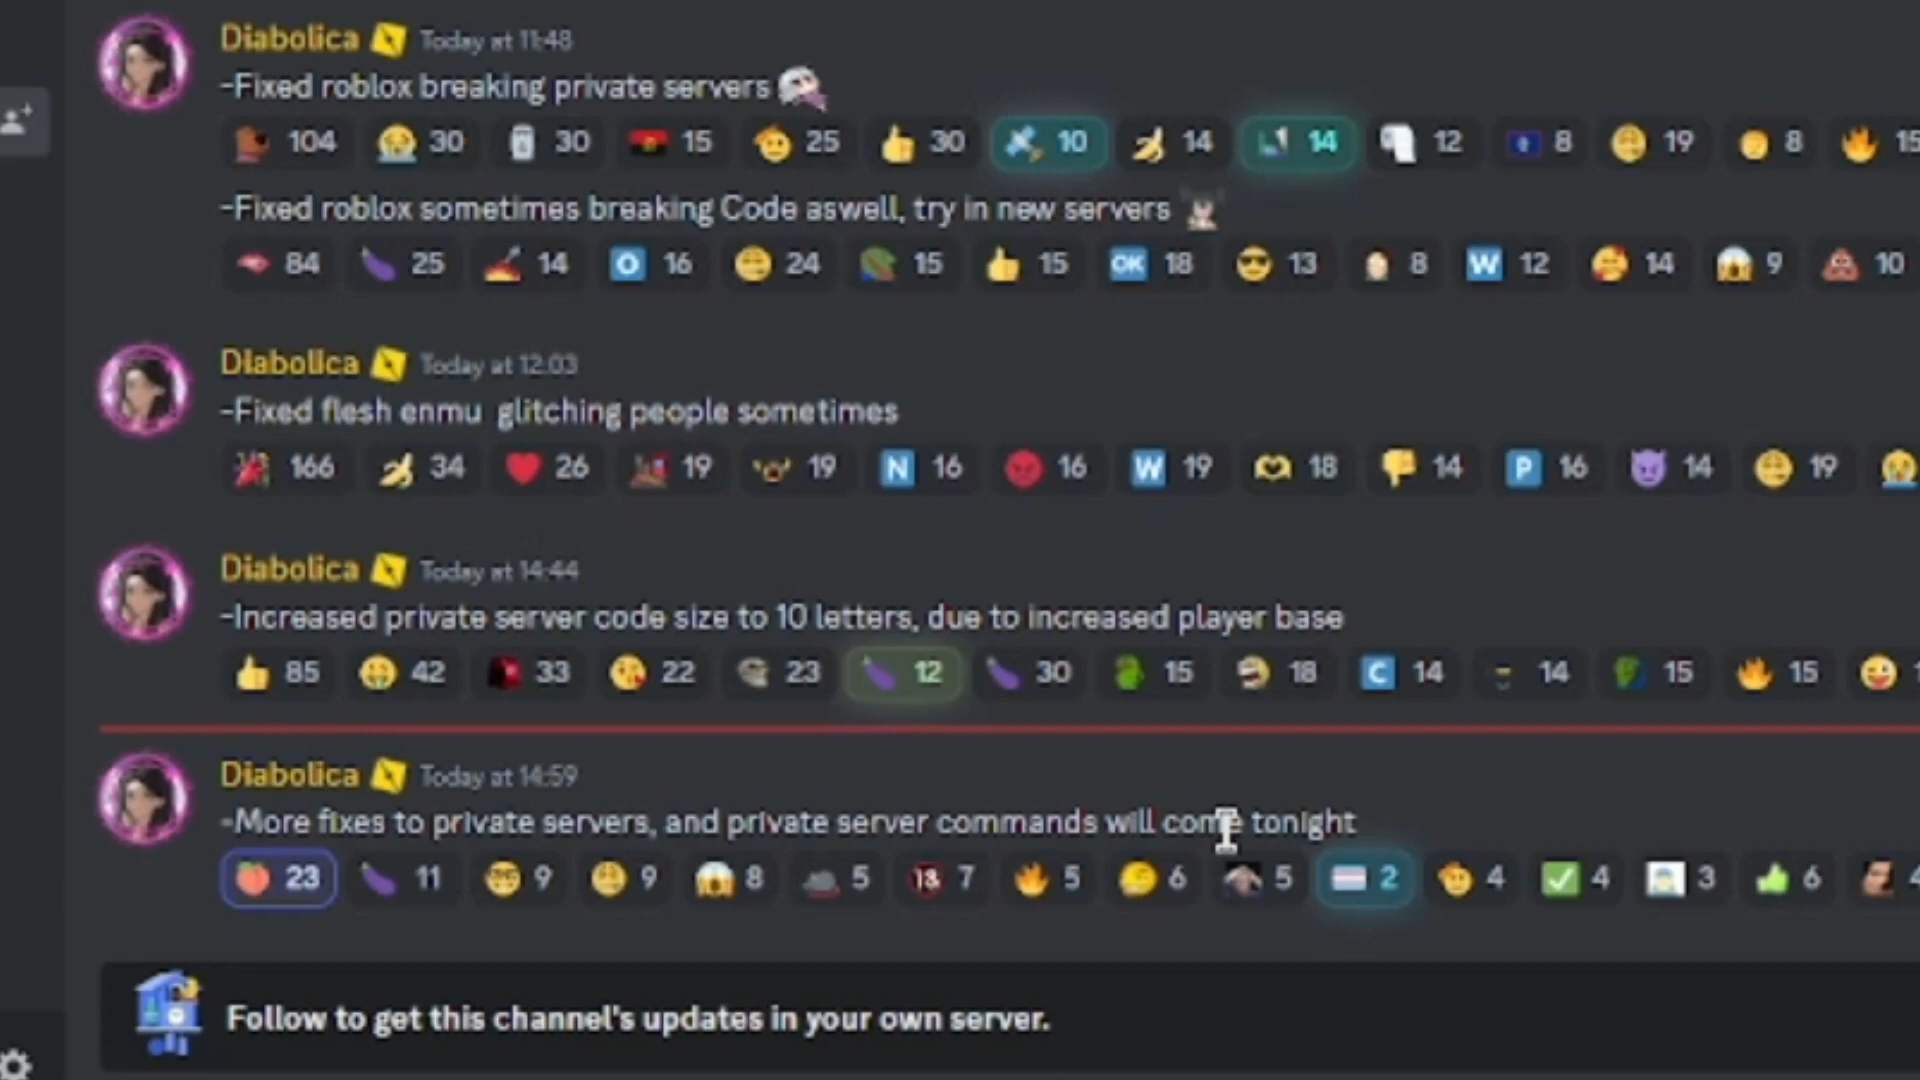 Diabolica Today at 11:48
-Fixed roblox breaking private servers
104 30 30 15 25 30 10 14 14 12 8 19 8 15
-Fixed roblox sometimes breaking Code aswell, try in new servers
84 25 14 O 16 24 15 15 OK 18 13 8 W 12 14 9 10
Diabolica Today at 12:03
-Fixed flesh enmu glitching people sometimes
166 34 26 19 19 N 16 16 W 19 18 14 P 16 14 19
Diabolica Today at 14:44
-Increased private server code size to 10 letters, due to increased player base
85 42 33 22 23 12 30 15 18 C 14 14 15 15
Diabolica Today at 14:59
-More fixes to private servers, and private server commands will come tonight
23 11 9 9 8 5 18 7 5 6 5 2 4 4 3 6 4
Follow to get this channel's updates in your own server.